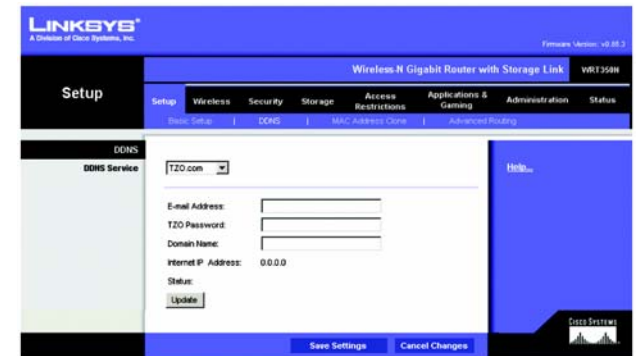 LINKSYS®
A Division of Cisco Systems, Inc.
Firmware Version: v0.88.3
Wireless-N Gigabit Router with Storage Link WRT350N
Setup
Setup Wireless Security Storage Access Restrictions Applications & Gaming Administration Status
Basic Setup | DDNS | MAC Address Clone | Advanced Routing
DDNS
DDNS Service
TZO.com
Help...
E-mail Address:
TZO Password:
Domain Name:
Internet IP Address: 0.0.0.0
Status:
Update
Save Settings Cancel Changes
CISCO SYSTEMS